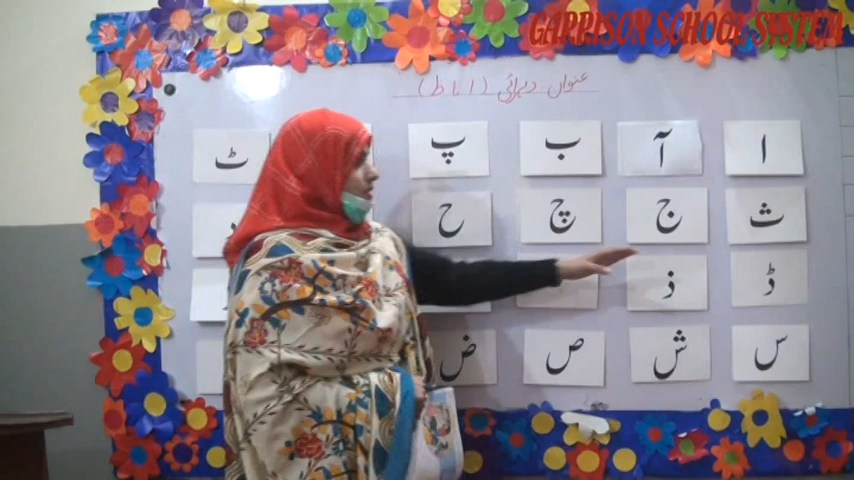 GARRISON SCHOOL SYSTEM
عنوان دہرائی (ا تا ط)
ا آ ب پ ٹ
ث ج چ ح
ڈ ذ
س ش ص ض